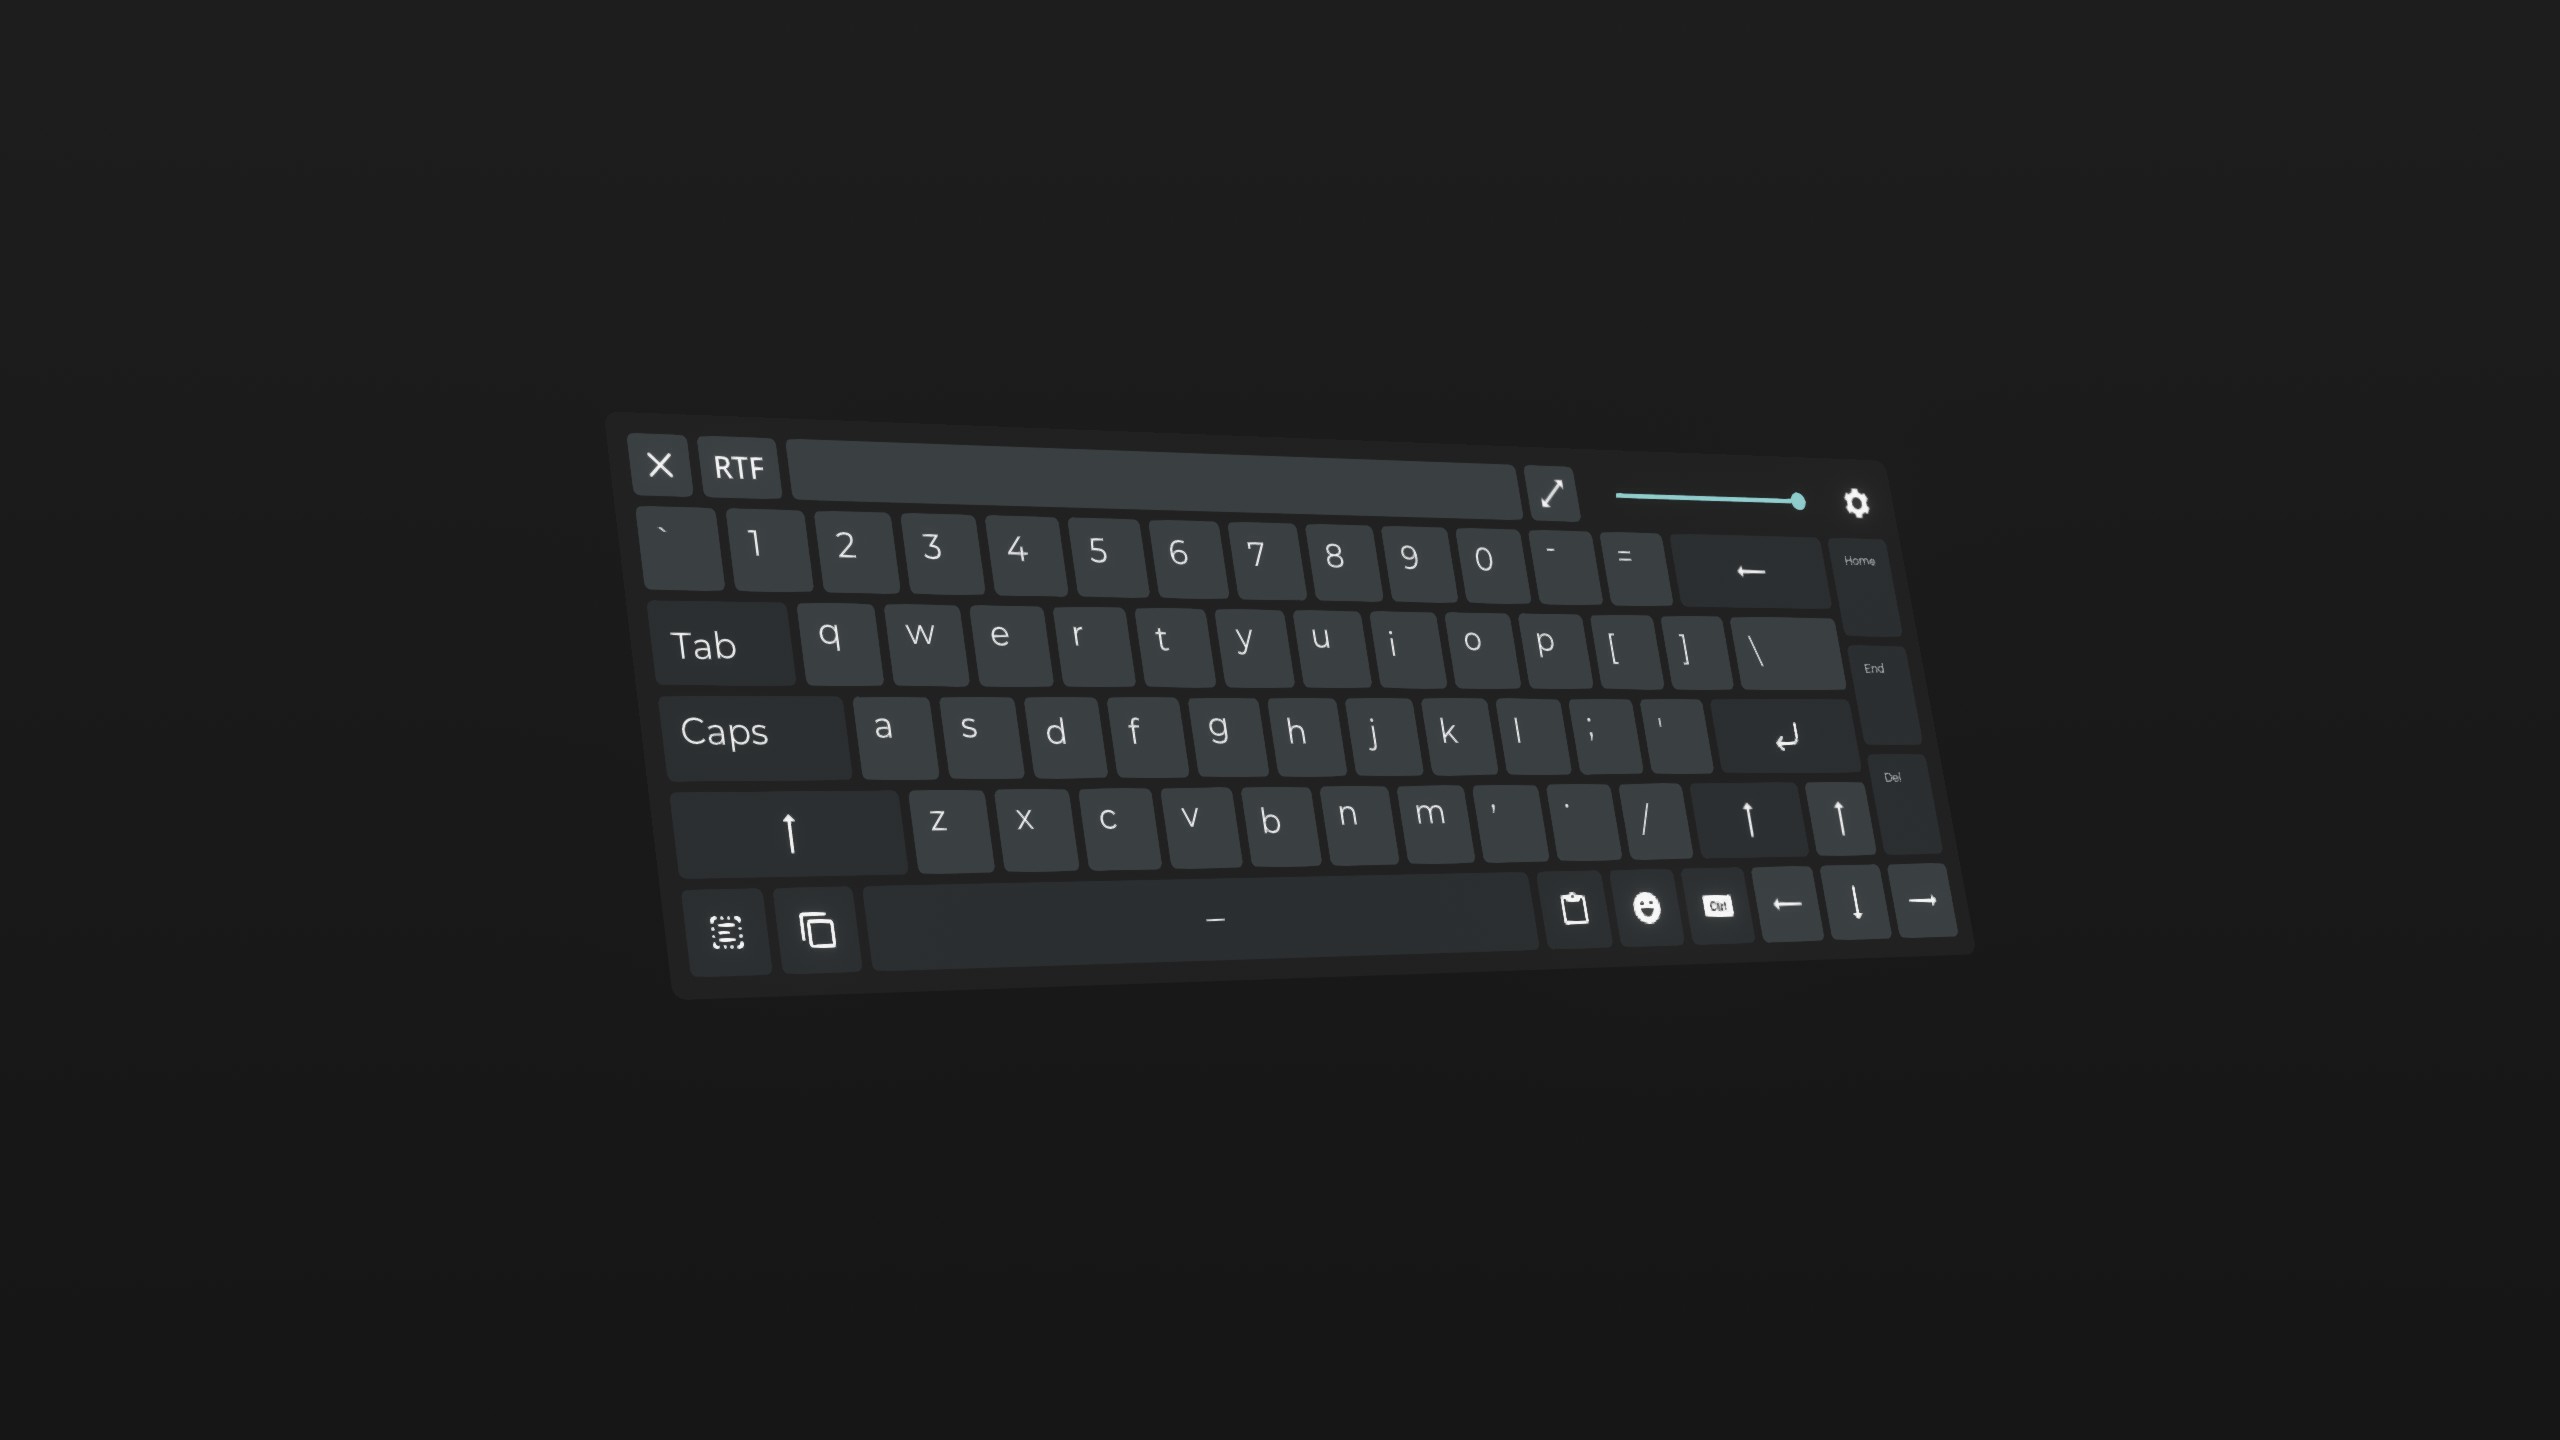 RTF
` 1 2 3 4 5 6 7 8 9 0 - = Home
Tab q w e r t y u i o p [ ] \ End
Caps a s d f g h j k l ; ' Del
z x c v b n m , . /
Ctrl